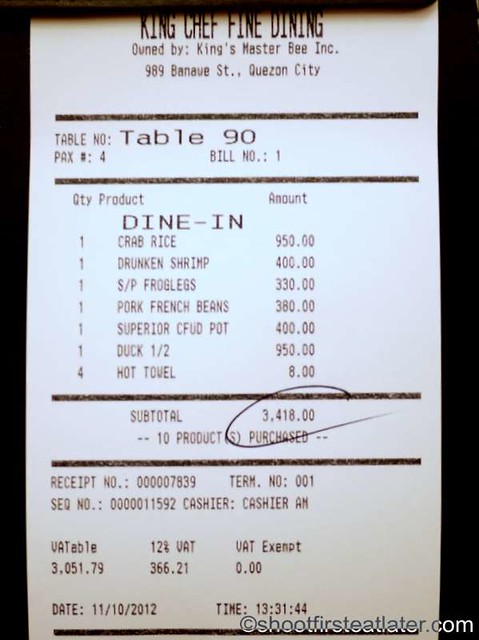 KING CHEF FINE DINING
Owned by: King's Master Bee Inc.
989 Banaue St., Quezon City
TABLE NO: Table 90
PAX #: 4 BILL NO.: 1
Qty Product Amount
DINE-IN
1 CRAB RICE 950.00
1 DRUNKEN SHRIMP 400.00
1 S/P FROGLEGS 330.00
1 PORK FRENCH BEANS 380.00
1 SUPERIOR CFUD POT 400.00
1 DUCK 1/2 950.00
4 HOT TOWEL 8.00
SUBTOTAL 3,418.00
-- 10 PRODUCT(S) PURCHASED --
RECEIPT NO.: 000007839 TERM. NO: 001
SEQ NO.: 0000011592 CASHIER: CASHIER AM
VATable 12% VAT VAT Exempt
3,051.79 366.21 0.00
DATE: 11/10/2012 TIME: 13:31:44
©shootfirsteatlater.com